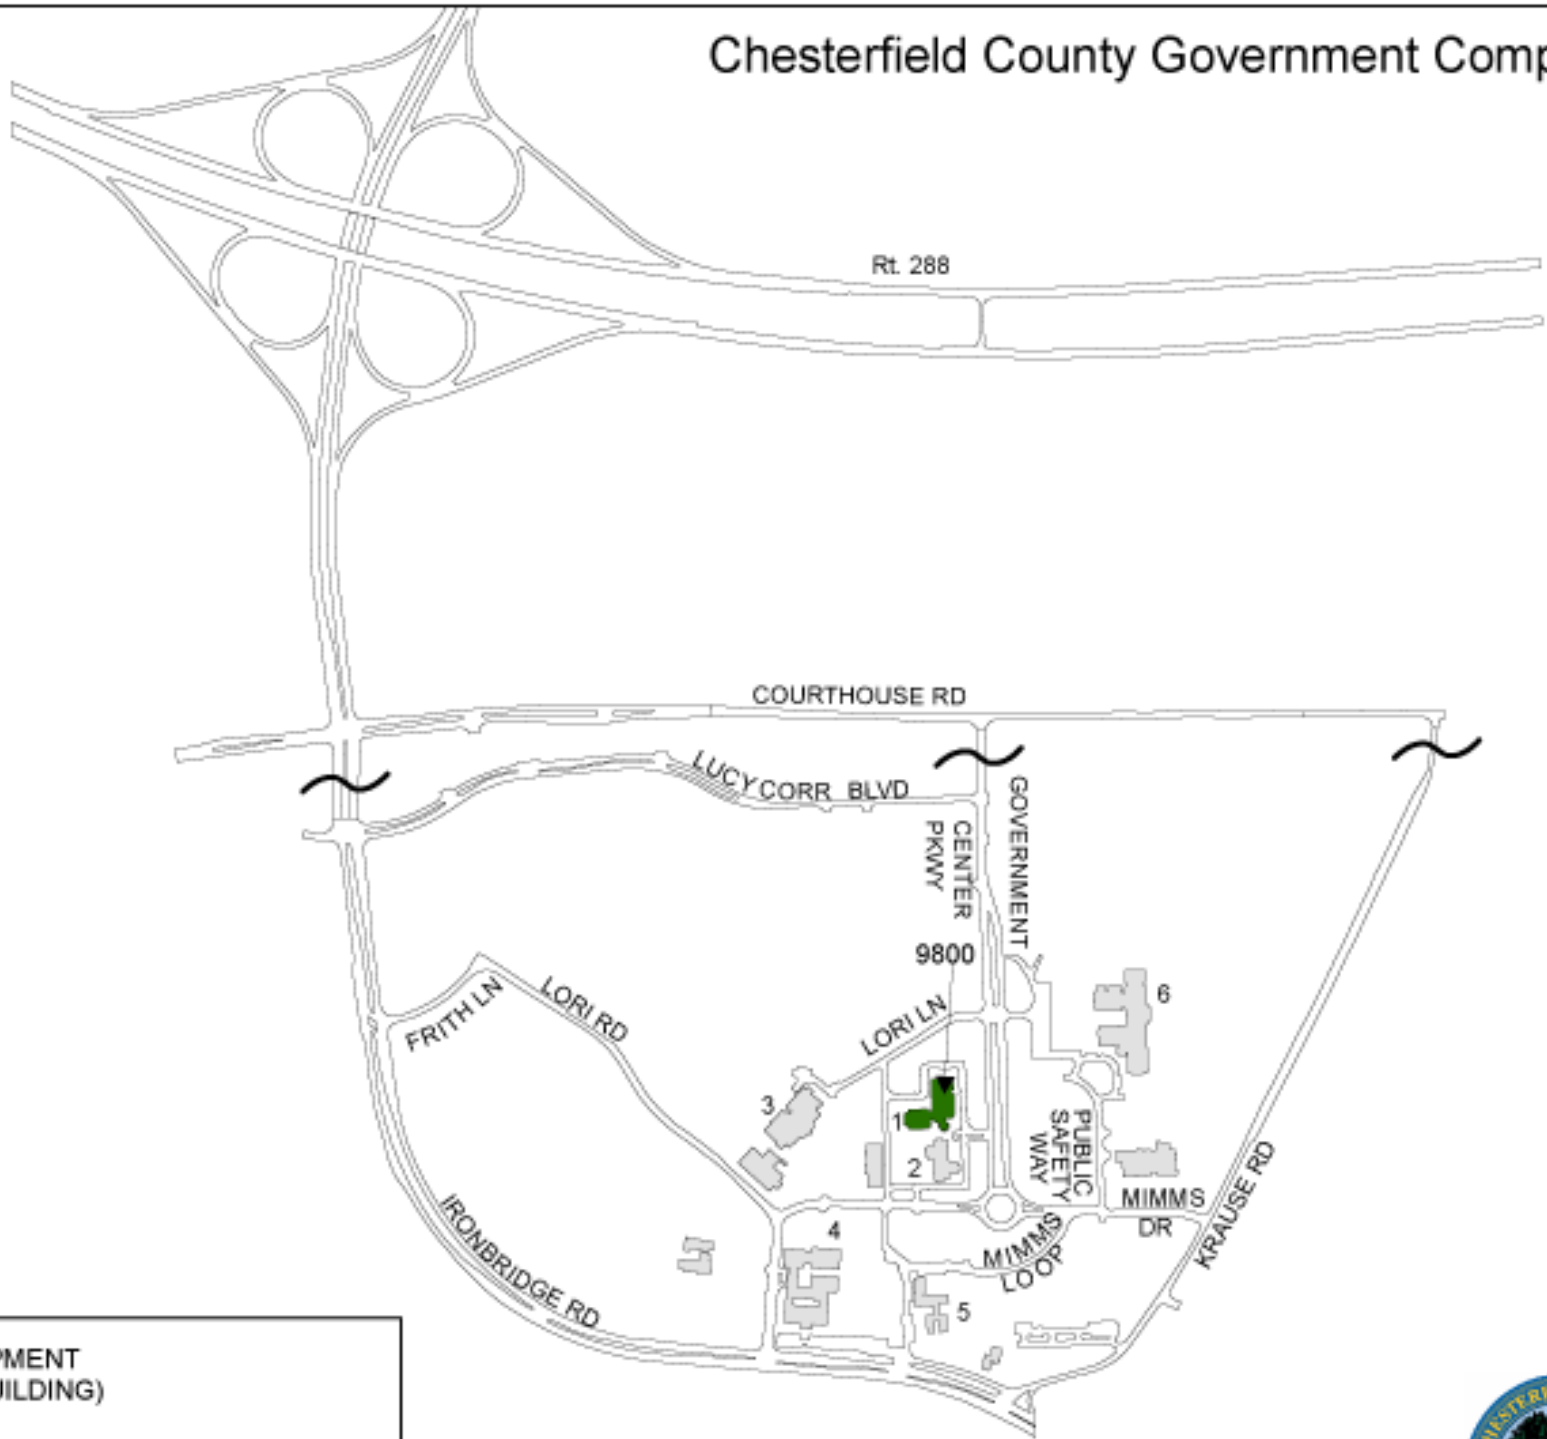 Chesterfield County Government Comp
Rt. 288
COURTHOUSE RD
LUCY CORR BLVD
GOVERNMENT
CENTER
PKWY
9800
FRITH LN
LORI RD
LORI LN
6
3
1
2
PUBLIC
SAFETY
WAY
MIMMS
DR
KRAUSE RD
IRONBRIDGE RD
4
MIMMS
LOOP
5
PMENT
UILDING)
HESTERF